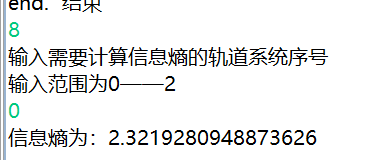 end. 结束
8
输入需要计算信息熵的轨道系统序号
输入范围为0——2
0
信息熵为：2.3219280948873626